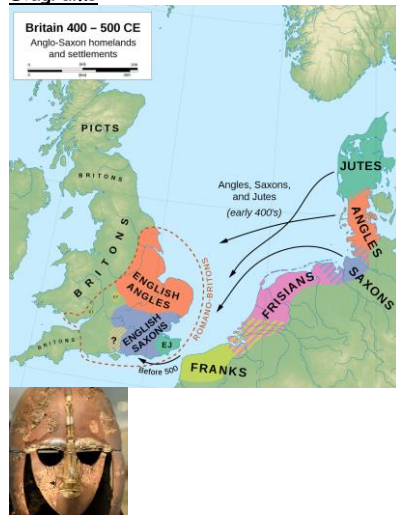 Britain 400 – 500 CE
Anglo-Saxon homelands
and settlements
PICTS
BRITONS
BRITONS
BRITONS
ENGLISH
ANGLES
ENGLISH
SAXONS
?
EJ
ROMANO-BRITONS
Before 500
Angles, Saxons,
and Jutes
(early 400's)
JUTES
ANGLES
SAXONS
FRISIANS
FRANKS